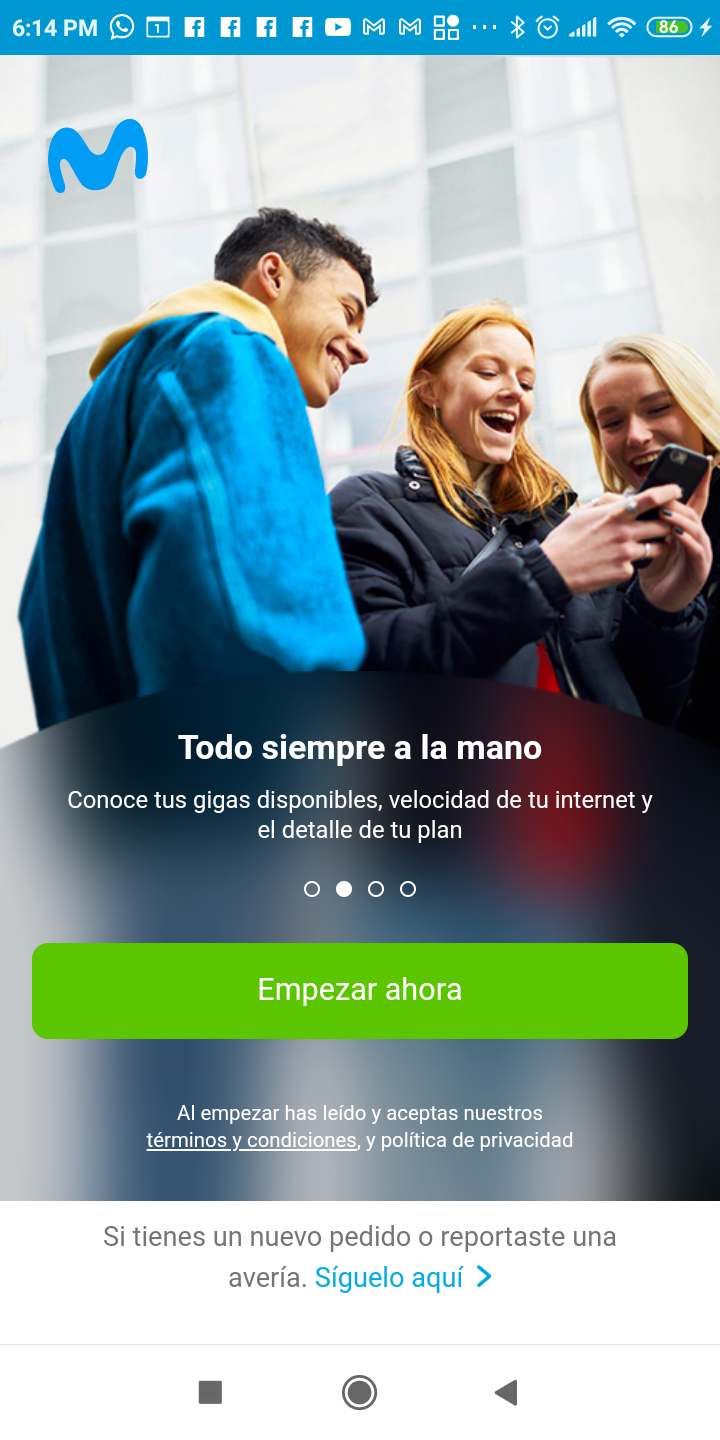 6:14 PM
1
86
Todo siempre a la mano
Conoce tus gigas disponibles, velocidad de tu internet y
el detalle de tu plan
Empezar ahora
Al empezar has leído y aceptas nuestros
términos y condiciones, y política de privacidad
Si tienes un nuevo pedido o reportaste una
avería. Síguelo aquí